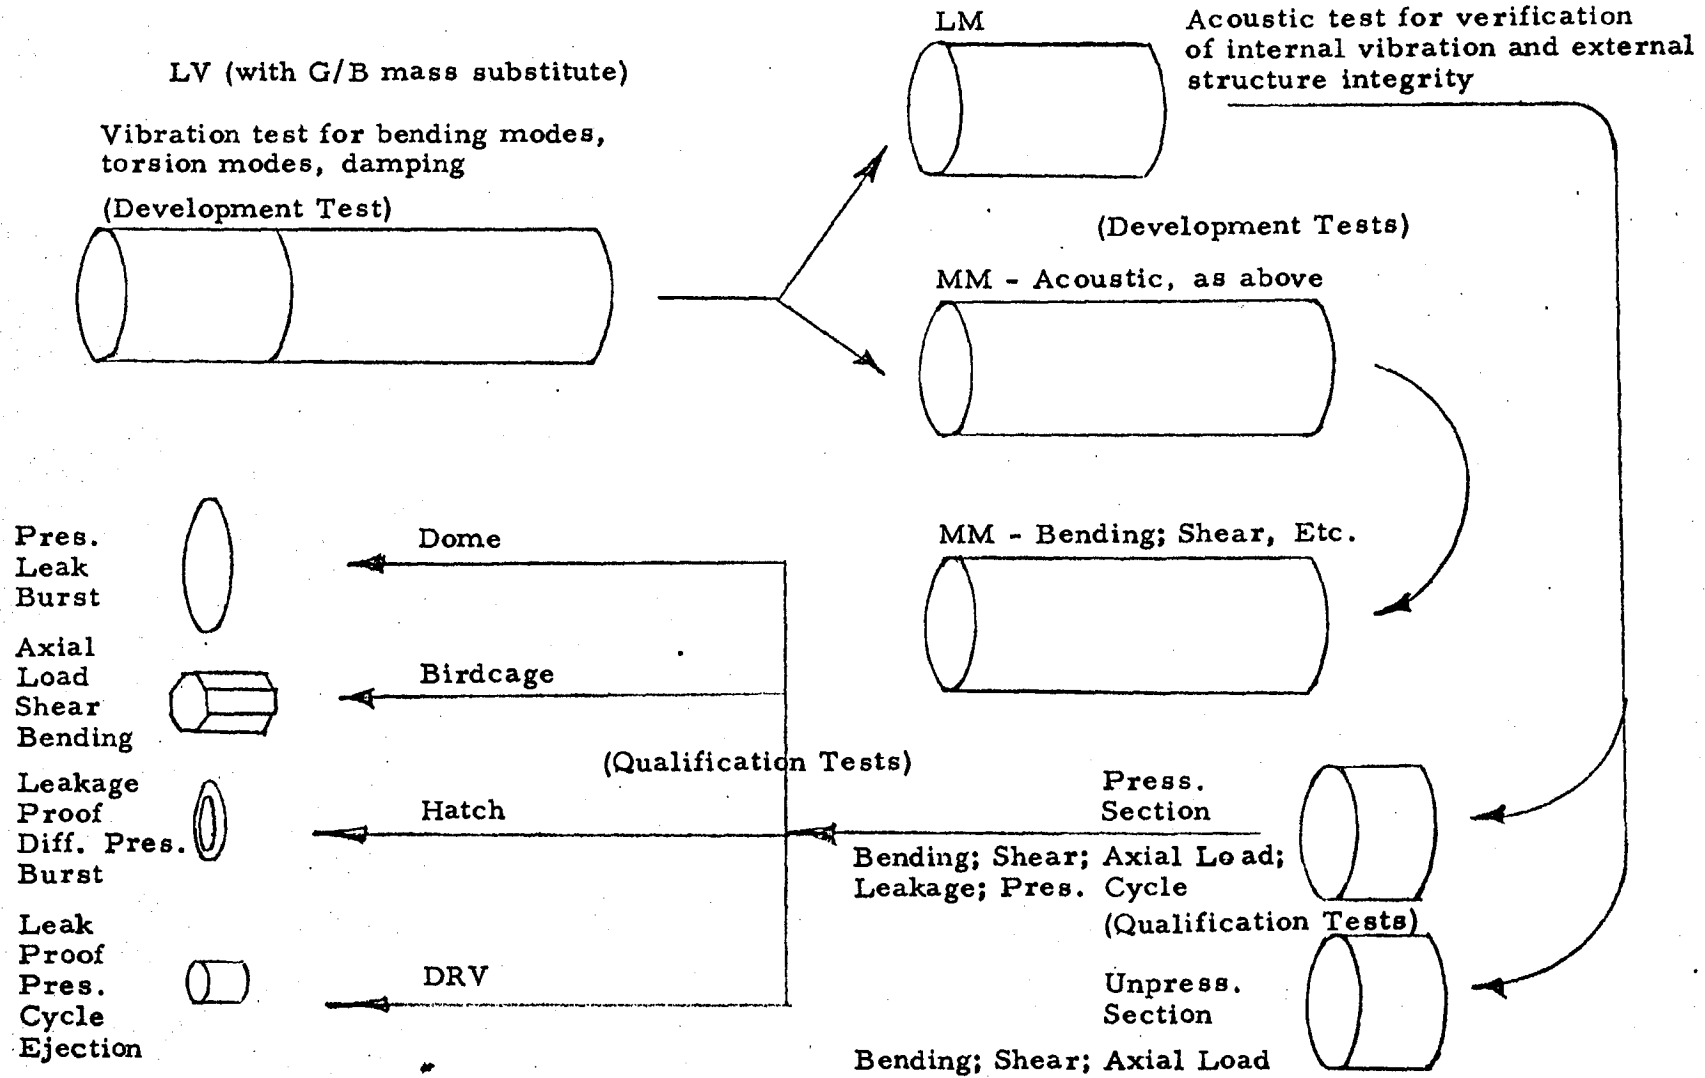 LV (with G/B mass substitute)
Vibration test for bending modes,
torsion modes, damping
(Development Test)
LM
Acoustic test for verification
of internal vibration and external
structure integrity
(Development Tests)
MM - Acoustic, as above
MM - Bending; Shear, Etc.
Pres.
Leak
Burst
Dome
Axial
Load
Shear
Bending
Birdcage
(Qualification Tests)
Leakage
Proof
Diff. Pres.
Burst
Hatch
Press.
Section
Bending; Shear; Axial Load;
Leakage; Pres. Cycle
(Qualification Tests)
Leak
Proof
Pres.
Cycle
Ejection
DRV
Unpress.
Section
Bending; Shear; Axial Load